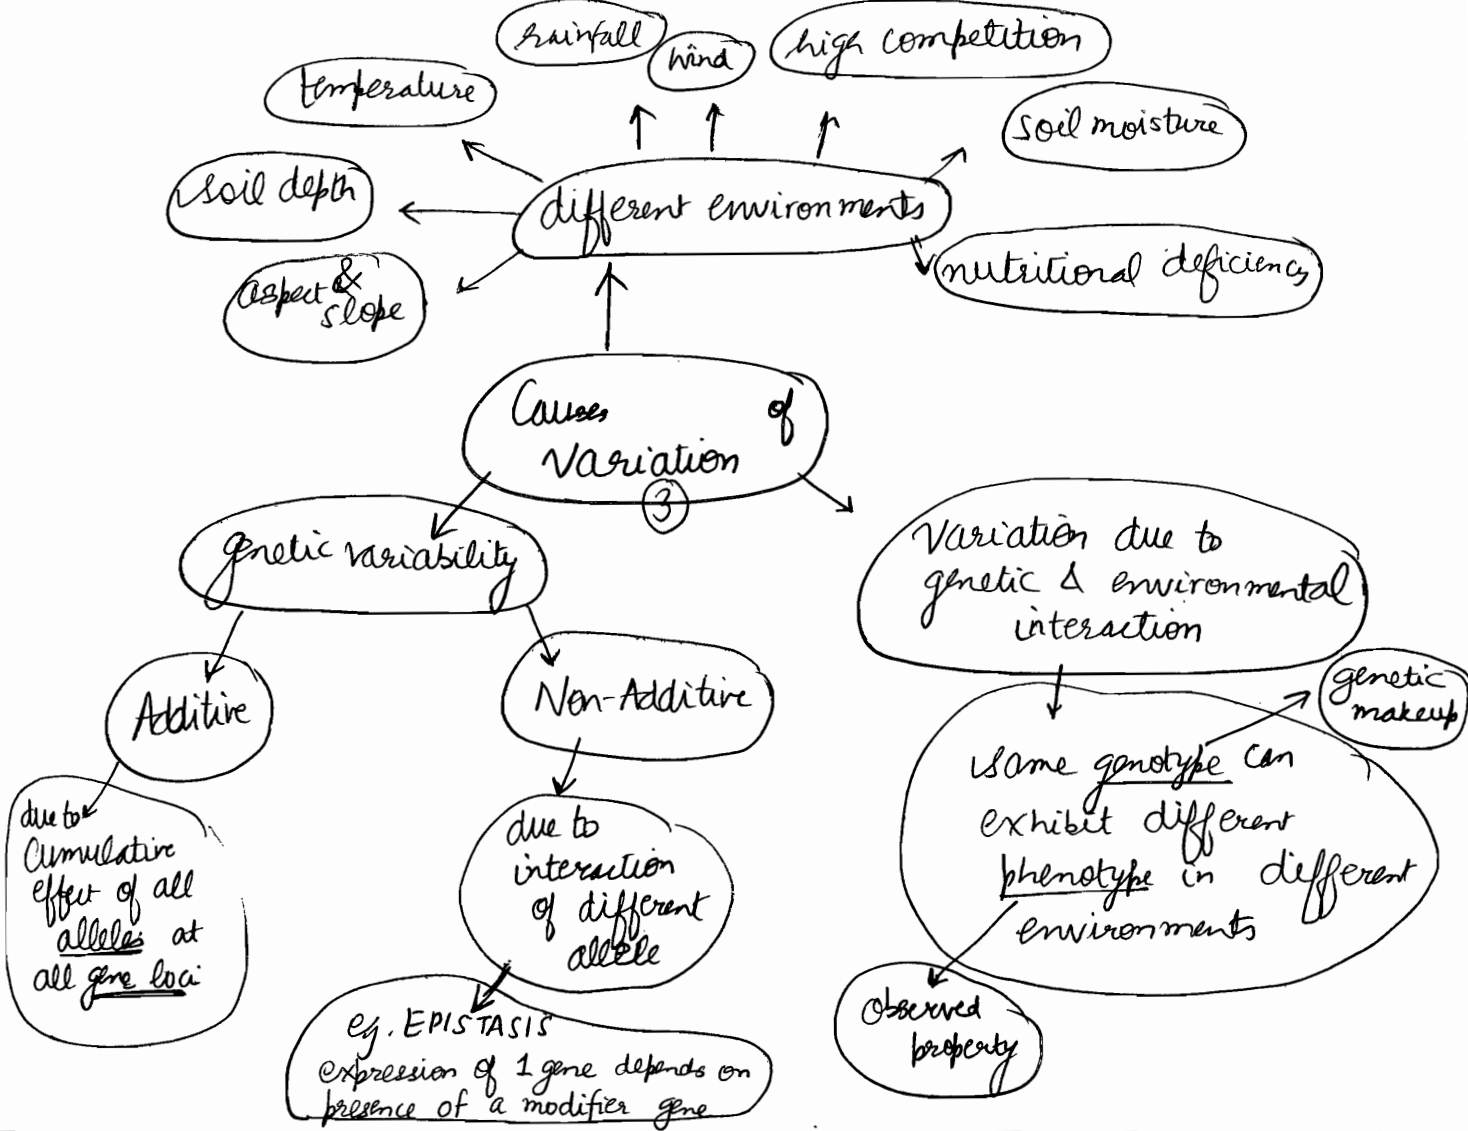 rainfall
wind
high competition
temperature
soil moisture
soil depth
different environments
aspect &
slope
nutritional deficiency
Causes of
variation
3
genetic variability
Variation due to
genetic & environmental
interaction
Additive
Non-Additive
genetic
makeup
same genotype can
exhibit different
phenotype in different
environments
due to
Cumulative
effect of all
alleles at
all gene loci
due to
interaction
of different
allele
observed
property
eg. EPISTASIS
expression of 1 gene depends on
presence of a modifier gene